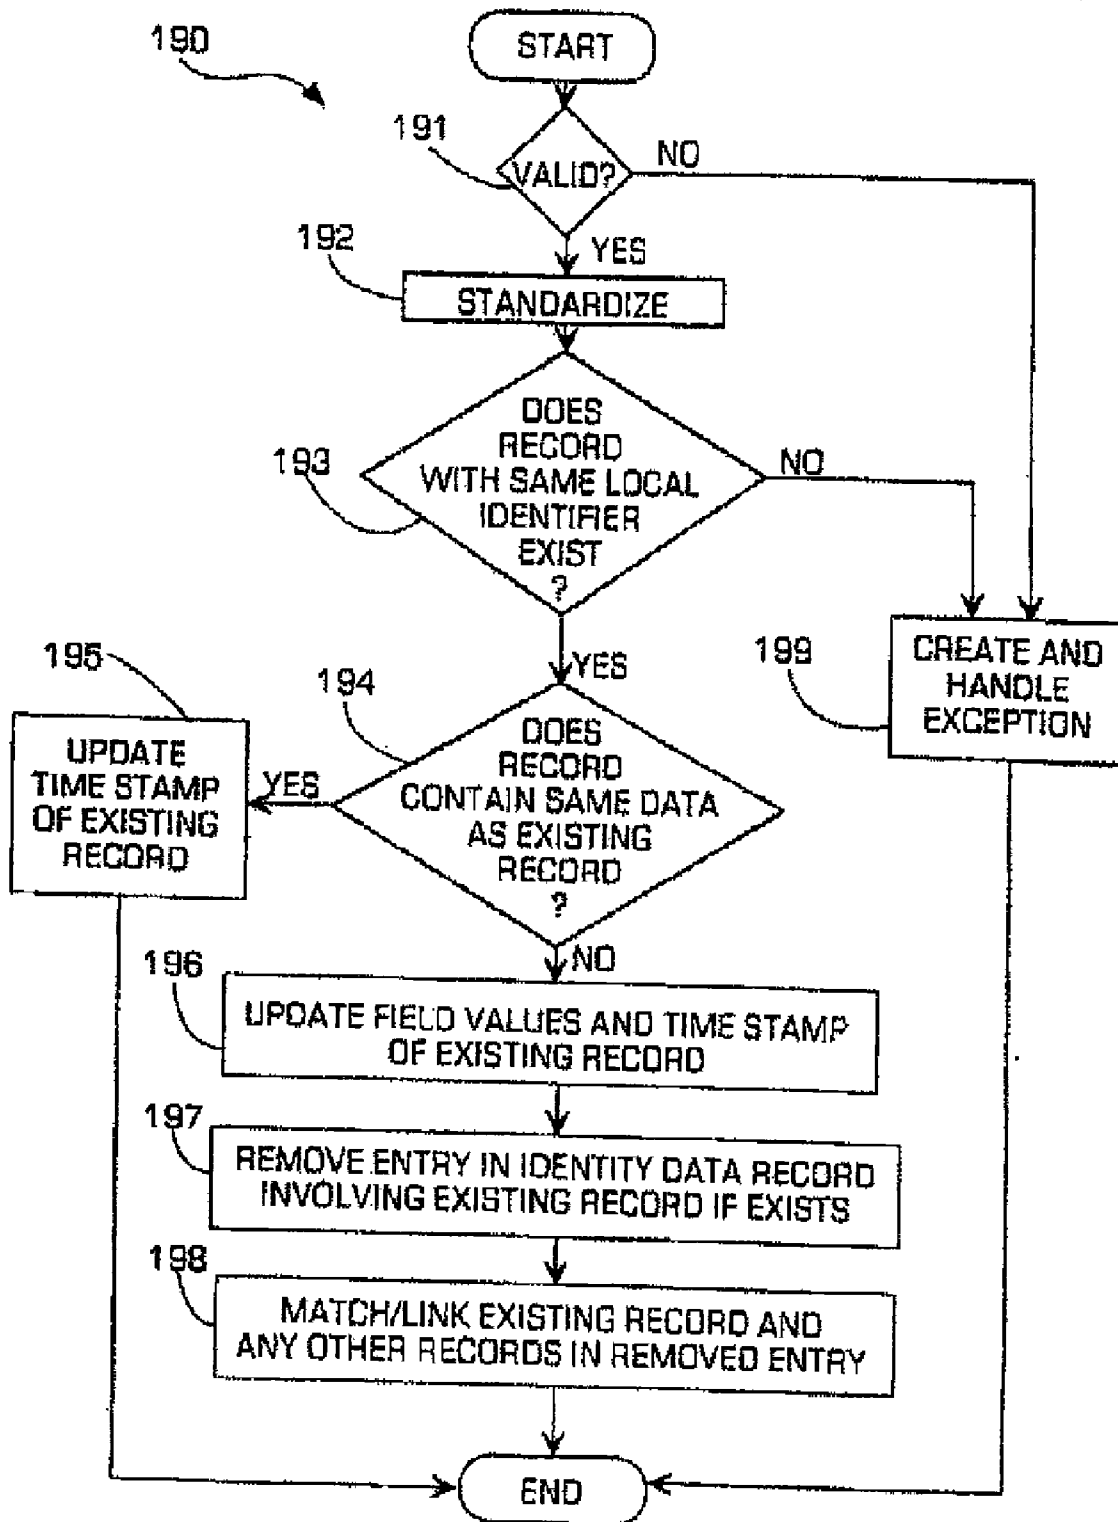 190
START
191
VALID?
NO
192
YES
STANDARDIZE
193
DOES
RECORD
WITH SAME LOCAL
IDENTIFIER
EXIST
?
NO
YES
199
CREATE AND
HANDLE
EXCEPTION
194
195
UPDATE
TIME STAMP
OF EXISTING
RECORD
YES
DOES
RECORD
CONTAIN SAME DATA
AS EXISTING
RECORD
?
NO
196
UPDATE FIELD VALUES AND TIME STAMP
OF EXISTING RECORD
197
REMOVE ENTRY IN IDENTITY DATA RECORD
INVOLVING EXISTING RECORD IF EXISTS
198
MATCH/LINK EXISTING RECORD AND
ANY OTHER RECORDS IN REMOVED ENTRY
END